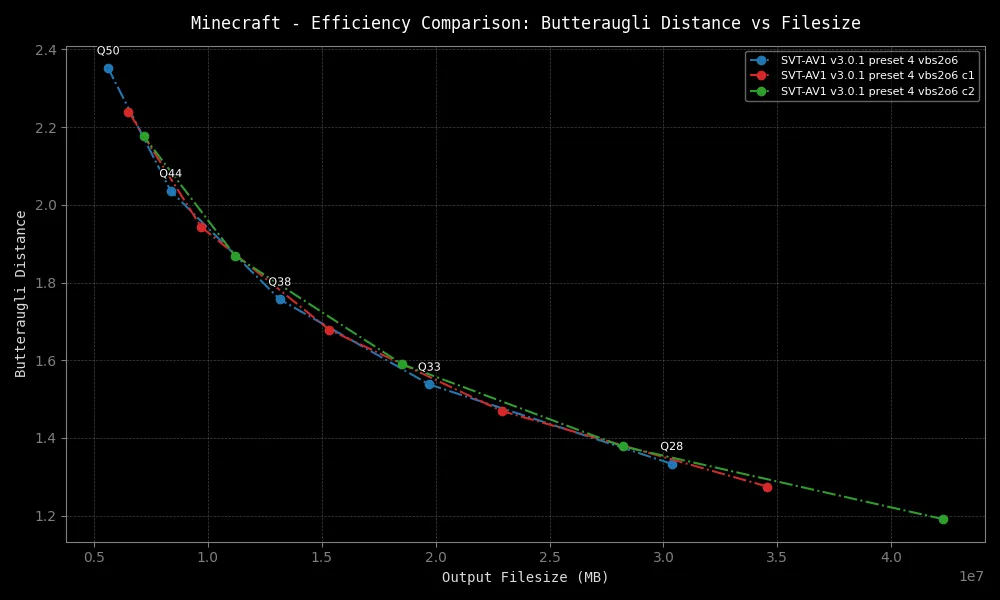 Minecraft - Efficiency Comparison: Butteraugli Distance vs Filesize
SVT-AV1 v3.0.1 preset 4 vbs2o6
SVT-AV1 v3.0.1 preset 4 vbs2o6 c1
SVT-AV1 v3.0.1 preset 4 vbs2o6 c2
Q50
Q44
Q38
Q33
Q28
Butteraugli Distance
2.4
2.2
2.0
1.8
1.6
1.4
1.2
0.5 1.0 1.5 2.0 2.5 3.0 3.5 4.0
1e7
Output Filesize (MB)